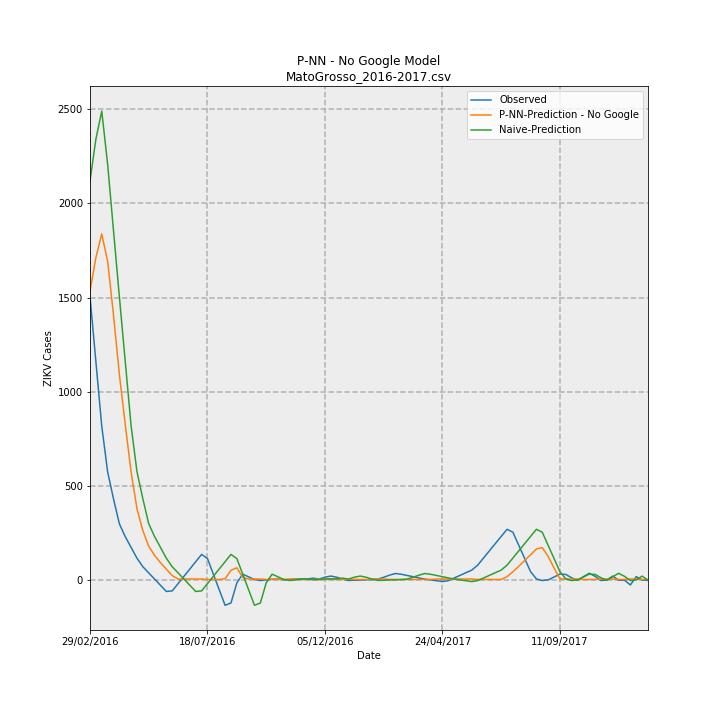 P-NN - No Google Model
MatoGrosso_2016-2017.csv
Observed
P-NN-Prediction - No Google
Naive-Prediction
2500
2000
1500
1000
500
0
ZIKV Cases
29/02/2016
18/07/2016
05/12/2016
24/04/2017
11/09/2017
Date